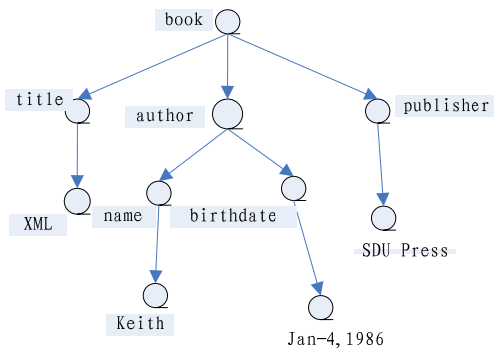 book
title
author
publisher
XML
name
birthdate
SDU Press
Keith
Jan-4,1986